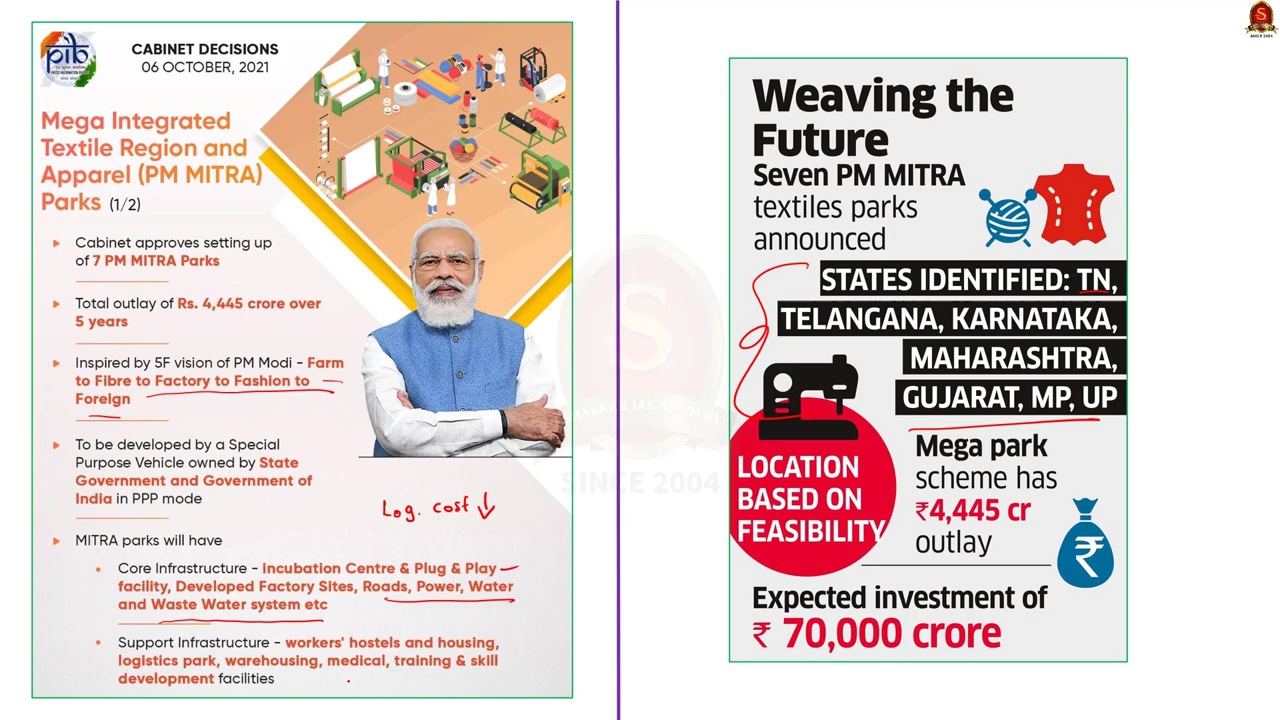 pib
CABINET DECISIONS
06 OCTOBER, 2021
Mega Integrated
Textile Region and
Apparel (PM MITRA)
Parks (1/2)
Cabinet approves setting up
of 7 PM MITRA Parks
Total outlay of Rs. 4,445 crore over
5 years
Inspired by 5F vision of PM Modi - Farm
to Fibre to Factory to Fashion to
Foreign
To be developed by a Special
Purpose Vehicle owned by State
Government and Government of
India in PPP mode
Log. cost ↓
MITRA parks will have
Core Infrastructure - incubation Centre & Plug & Play
facility, Developed Factory Sites, Roads, Power, Water
and Waste Water system etc
Support Infrastructure - workers' hostels and housing,
logistics park, warehousing, medical, training & skill
development facilities
S
SINCE 2004
Weaving the
Future
Seven PM MITRA
textiles parks
announced
STATES IDENTIFIED: TN,
TELANGANA, KARNATAKA,
MAHARASHTRA,
GUJARAT, MP, UP
LOCATION
BASED ON
FEASIBILITY
Mega park
scheme has
₹4,445 cr
outlay
₹
Expected investment of
₹ 70,000 crore
S
SINCE 2004